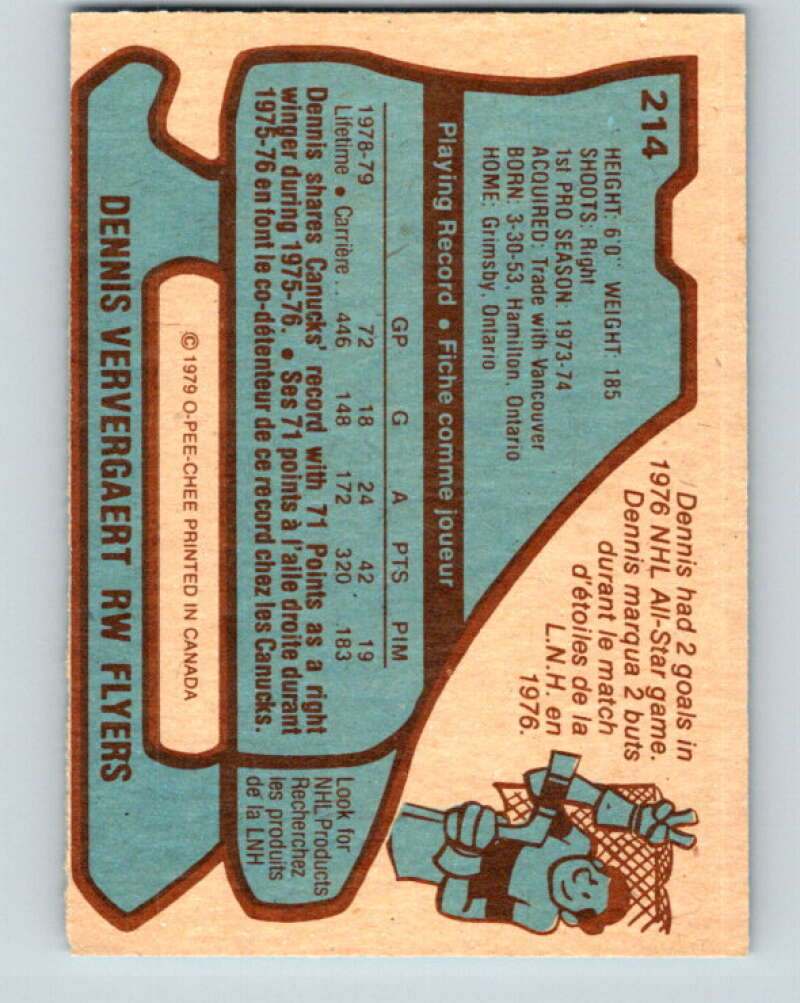 214
HEIGHT: 6'0" WEIGHT: 185
SHOOTS: Right
1st PRO SEASON: 1973-74
ACQUIRED: Trade with Vancouver
BORN: 3-30-53, Hamilton, Ontario
HOME: Grimsby, Ontario
Dennis had 2 goals in
1976 NHL All-Star game.
Dennis marqua 2 buts
durant le match
d'étoiles de la
L.N.H. en
1976.
Playing Record • Fiche comme joueur
GP G A PTS PIM
1978-79 72 18 24 42 19
Lifetime • Carrière .. 446 148 172 320 183
Dennis shares Canucks' record with 71 Points as a right
winger during 1975-76. • Ses 71 points à l'aile droite durant
1975-76 en font le co-détenteur de ce record chez les Canucks.
Look for
NHL Products
Recherchez
les produits
de la LNH
© 1979 O-PEE-CHEE PRINTED IN CANADA
DENNIS VERVERGAERT RW FLYERS